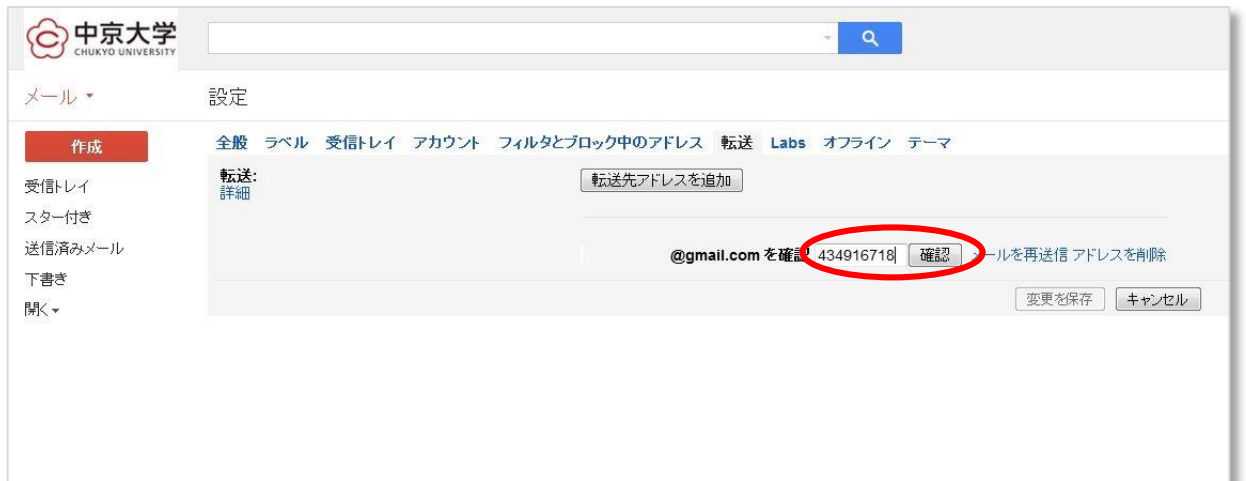 中京大学
CHUKYO UNIVERSITY
メール
設定
作成
全般 ラベル 受信トレイ アカウント フィルタとブロック中のアドレス 転送 Labs オフライン テーマ
受信トレイ
スター付き
送信済みメール
下書き
開く
転送:
詳細
転送先アドレスを追加
@gmail.com を確認 434916718 確認 メールを再送信 アドレスを削除
変更を保存 キャンセル